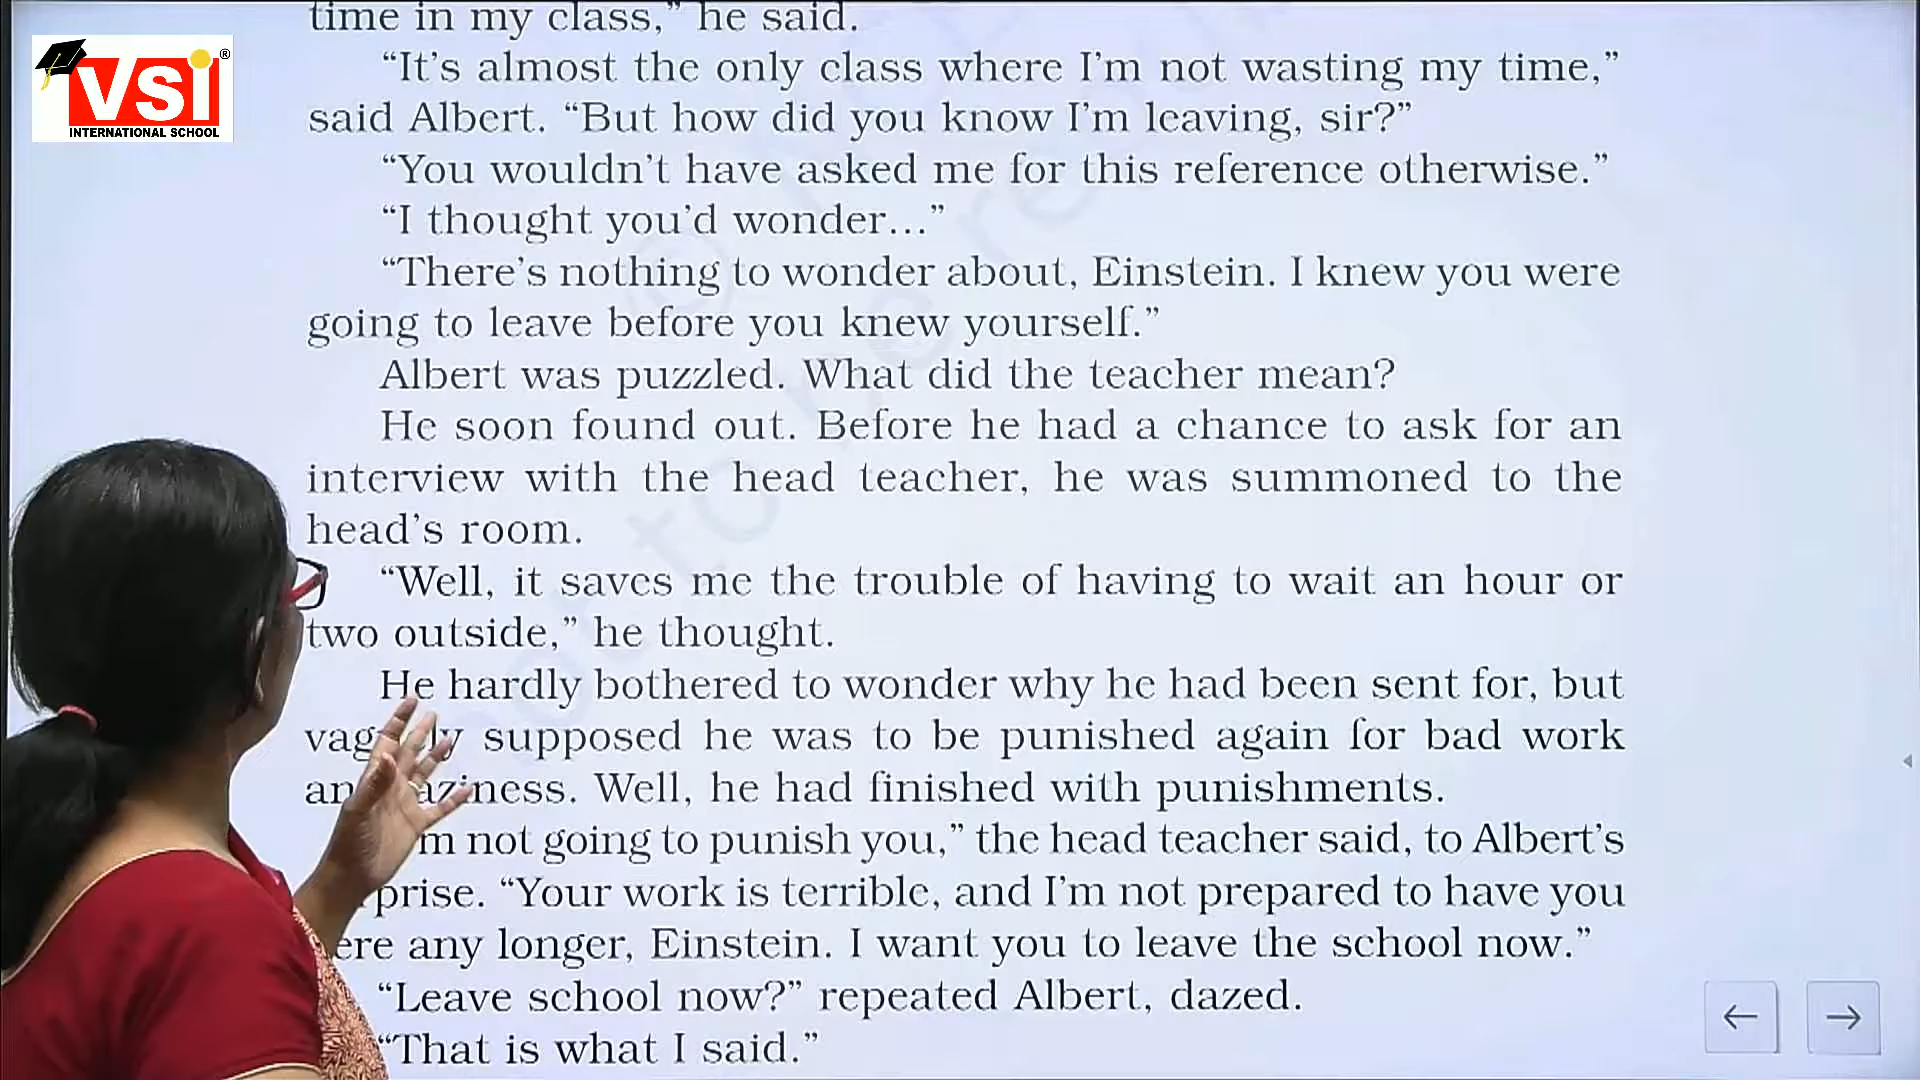 time in my class,” he said.
VSI
®
INTERNATIONAL SCHOOL
“It’s almost the only class where I’m not wasting my time,”
said Albert. “But how did you know I’m leaving, sir?”
“You wouldn’t have asked me for this reference otherwise.”
“I thought you’d wonder...”
“There’s nothing to wonder about, Einstein. I knew you were
going to leave before you knew yourself.”
Albert was puzzled. What did the teacher mean?
He soon found out. Before he had a chance to ask for an
interview with the head teacher, he was summoned to the
head’s room.
“Well, it saves me the trouble of having to wait an hour or
two outside,” he thought.
He hardly bothered to wonder why he had been sent for, but
supposed he was to be punished again for bad work
Well, he had finished with punishments.
not going to punish you,” the head teacher said, to Albert’s
“Your work is terrible, and I’m not prepared to have you
any longer, Einstein. I want you to leave the school now.”
“Leave school now?” repeated Albert, dazed.
“That is what I said.”